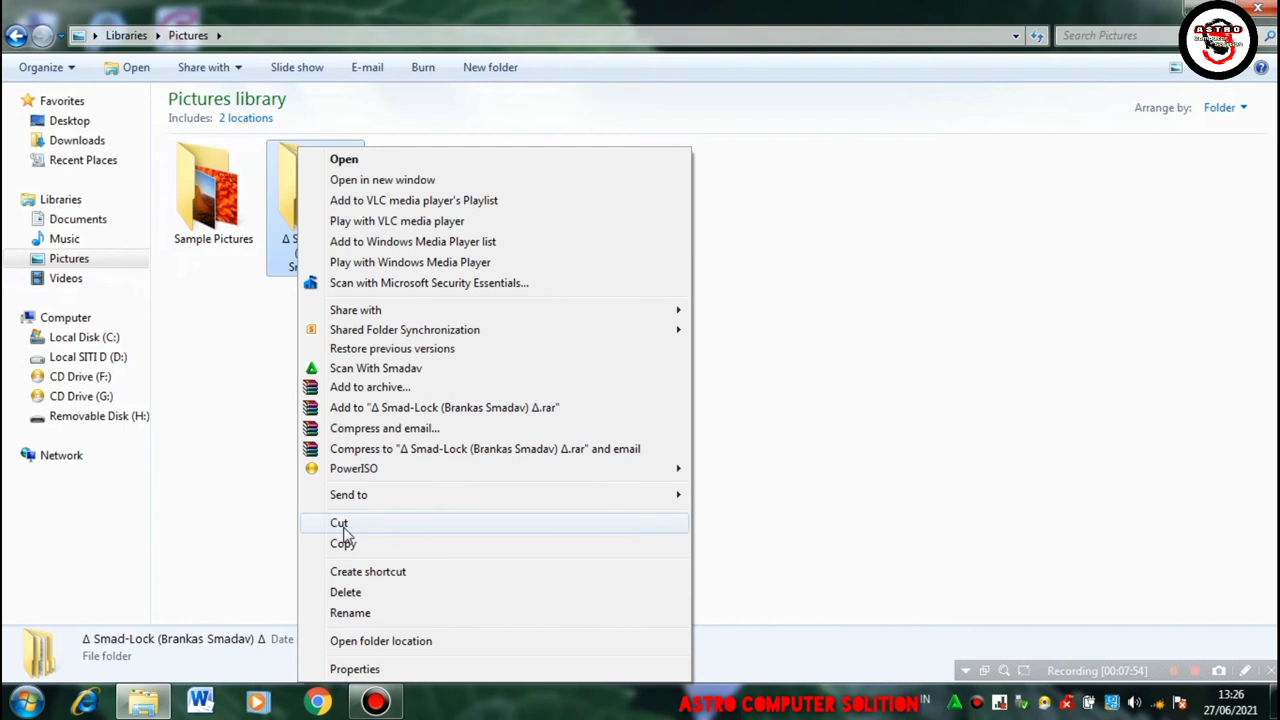 Libraries
Pictures
Search Pictures
ASTRO
Organize
Open
Share with
Slide show
E-mail
Burn
New folder
Pictures library
Includes: 2 locations
Arrange by: Folder
Favorites
Desktop
Downloads
Recent Places
Libraries
Documents
Music
Pictures
Videos
Computer
Local Disk (C:)
Local SITI D (D:)
CD Drive (F:)
CD Drive (G:)
Removable Disk (H:)
Network
Sample Pictures
Open
Open in new window
Add to VLC media player's Playlist
Play with VLC media player
Add to Windows Media Player list
Play with Windows Media Player
Scan with Microsoft Security Essentials...
Share with
Shared Folder Synchronization
Restore previous versions
Scan With Smadav
Add to archive...
Add to "Δ Smad-Lock (Brankas Smadav) Δ.rar"
Compress and email...
Compress to "Δ Smad-Lock (Brankas Smadav) Δ.rar" and email
PowerISO
Send to
Cut
Copy
Create shortcut
Delete
Rename
Open folder location
Properties
Δ Smad-Lock (Brankas Smadav) Δ Date
File folder
Recording [00:07:54]
ASTRO COMPUTER SOLITION
IN
13:26
27/06/2021